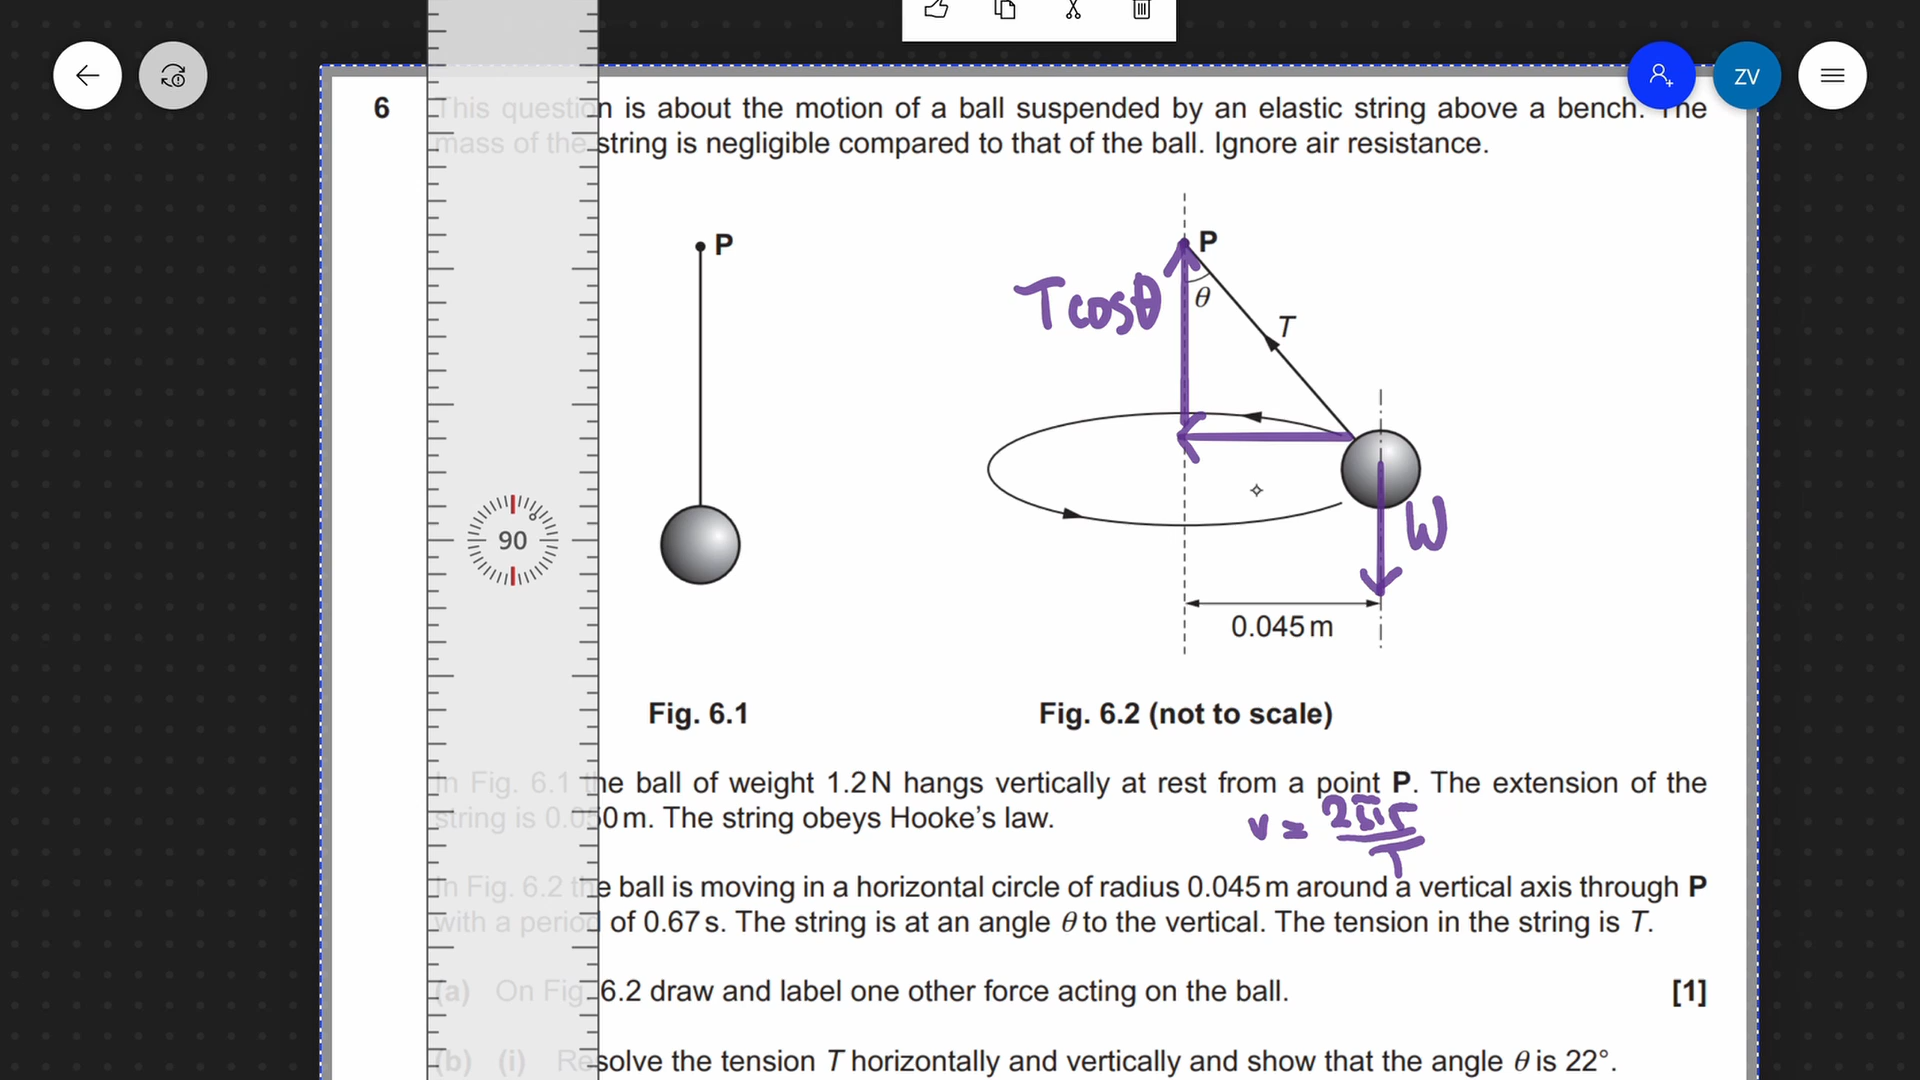 ZV
6 This question is about the motion of a ball suspended by an elastic string above a bench. The
mass of the string is negligible compared to that of the ball. Ignore air resistance.
P
P
θ
T cosθ
T
90
W
0.045 m
Fig. 6.1
Fig. 6.2 (not to scale)
In Fig. 6.1 the ball of weight 1.2 N hangs vertically at rest from a point P. The extension of the
string is 0.050 m. The string obeys Hooke's law.
v = 2πr/T
In Fig. 6.2 the ball is moving in a horizontal circle of radius 0.045 m around a vertical axis through P
with a period of 0.67 s. The string is at an angle θ to the vertical. The tension in the string is T.
(a) On Fig. 6.2 draw and label one other force acting on the ball. [1]
(b) (i) Resolve the tension T horizontally and vertically and show that the angle θ is 22°.